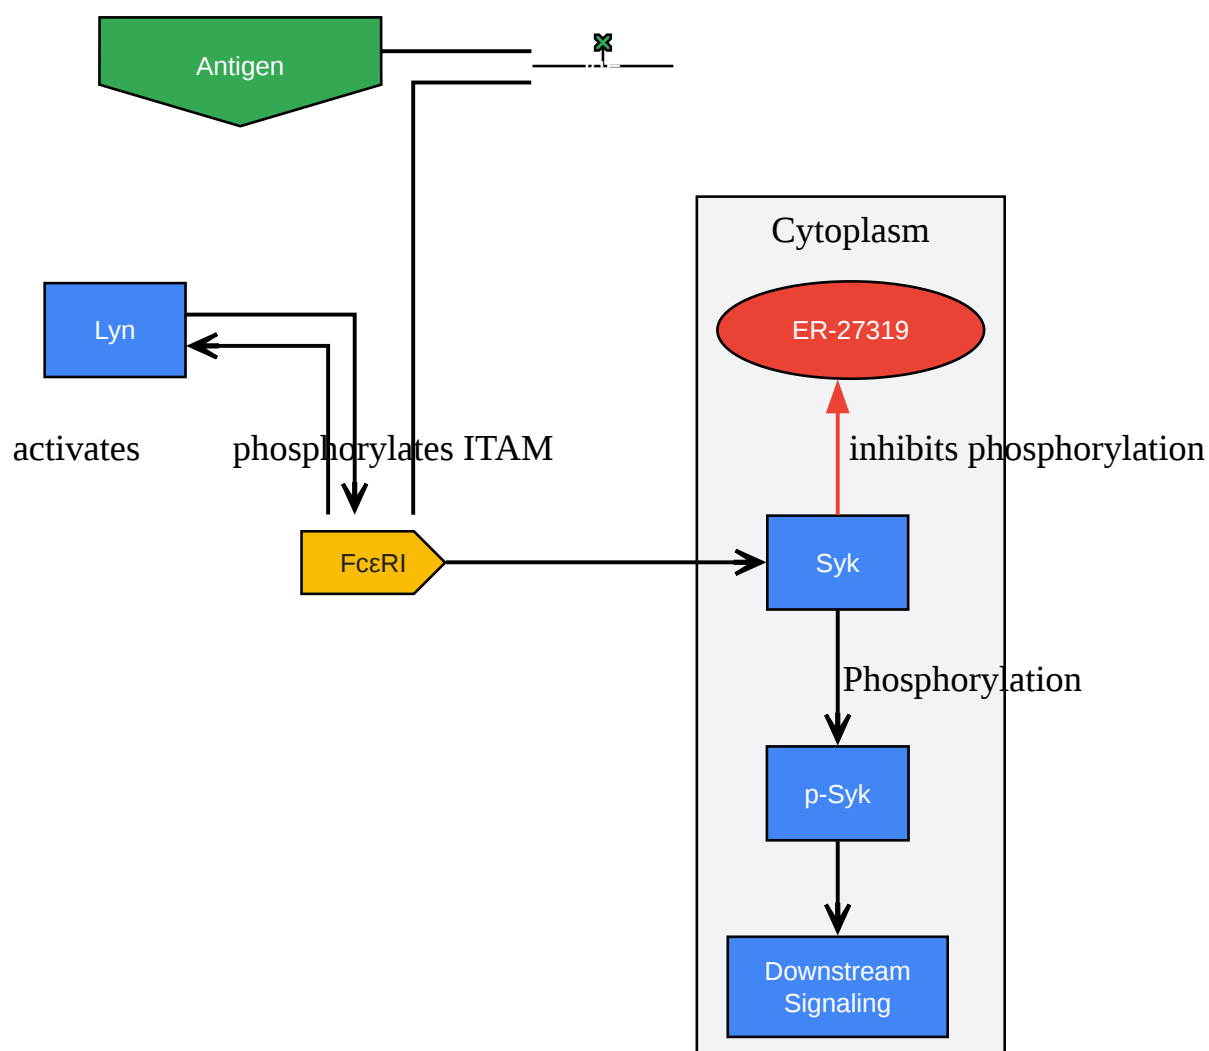 Antigen
Cytoplasm
Lyn
ER-27319
activates
phosphorylates ITAM
inhibits phosphorylation
FcεRI
Syk
Phosphorylation
p-Syk
Downstream
Signaling